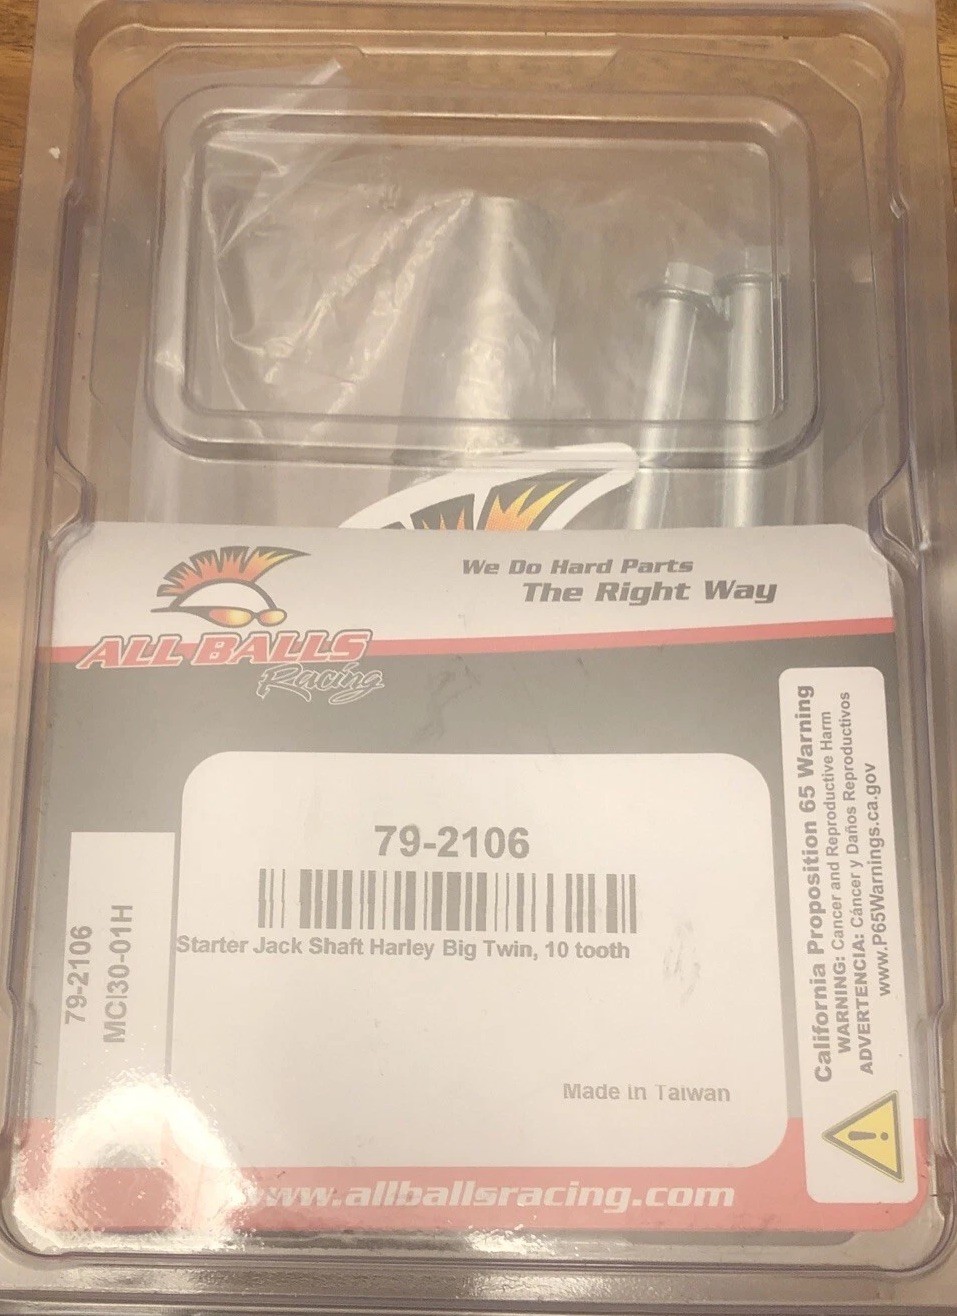 We Do Hard Parts
The Right Way
ALL BALLS
Racing
79-2106
Starter Jack Shaft Harley Big Twin, 10 tooth
Made in Taiwan
79-2106
MCI30-01H
California Proposition 65 Warning
WARNING: Cancer and Reproductive Harm
ADVERTENCIA: Cáncer y Daños Reproductivos
www.P65Warnings.ca.gov
www.allballsracing.com